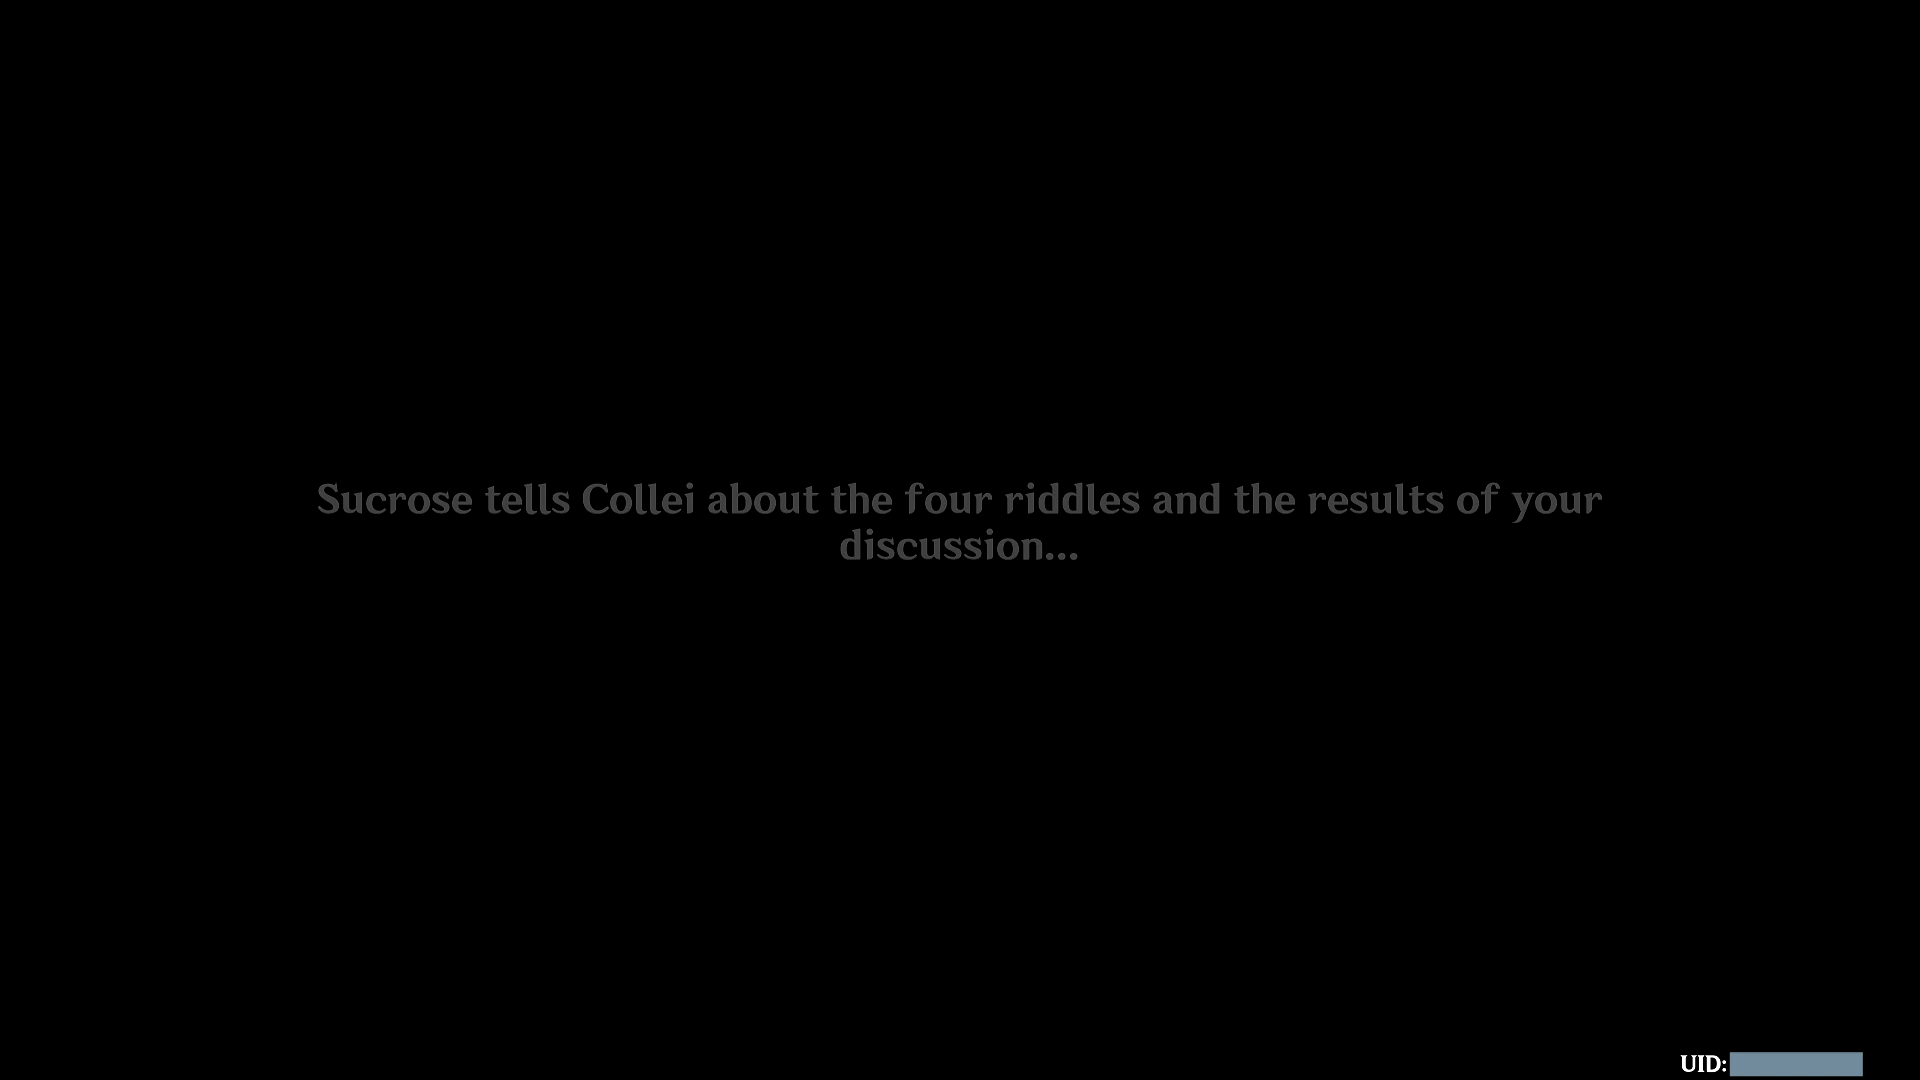 Sucrose tells Collei about the four riddles and the results of your
discussion...
UID: